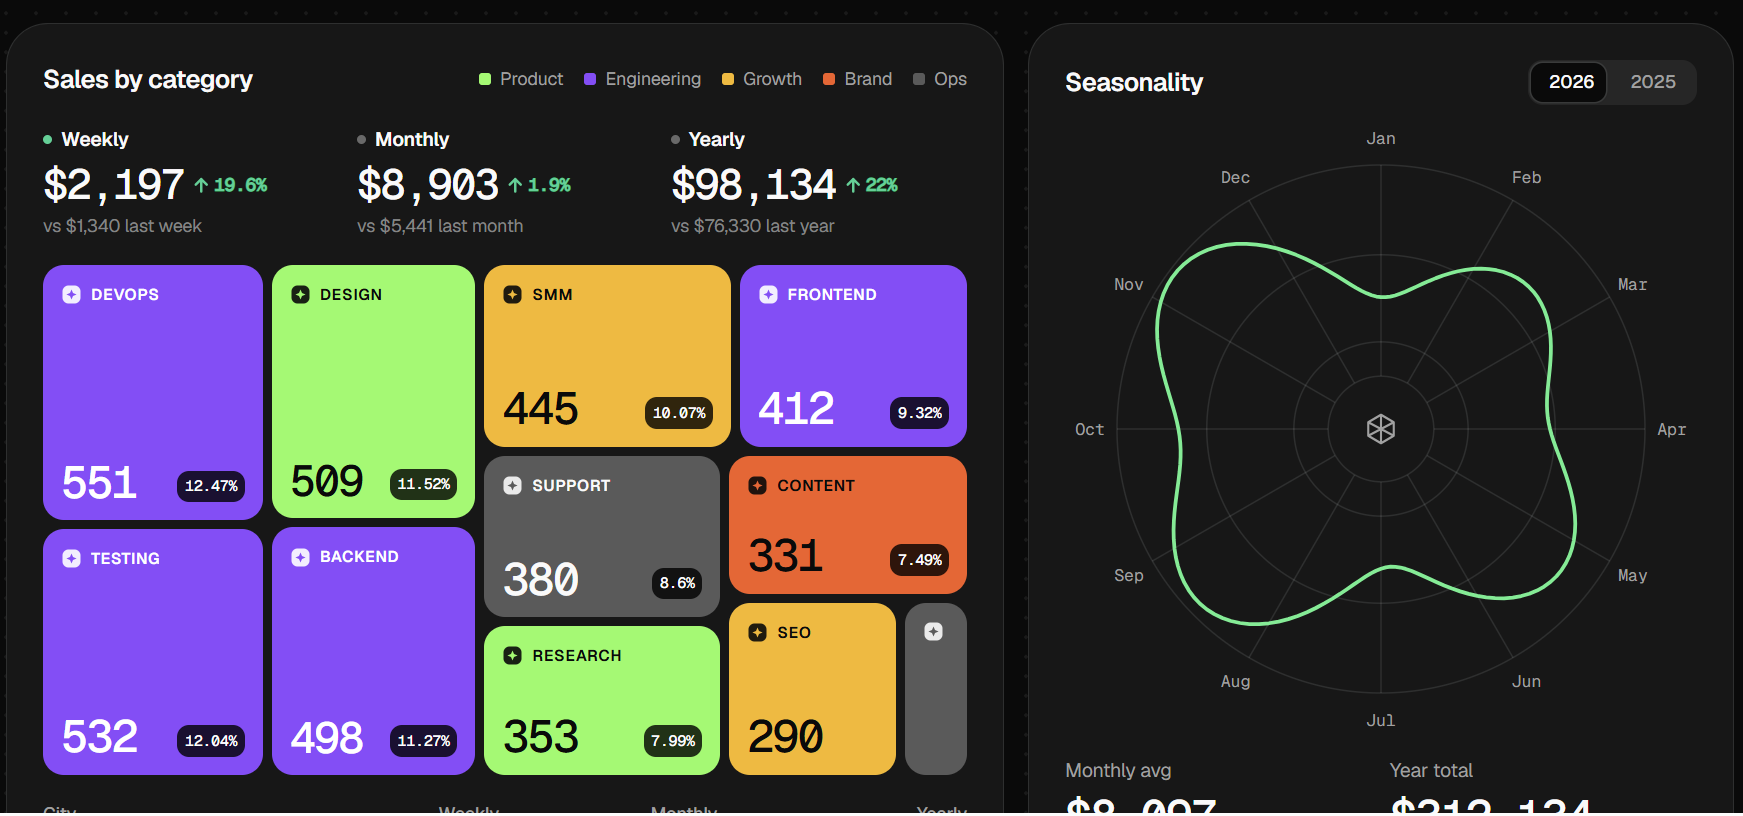 Sales by category
Product
Engineering
Growth
Brand
Ops
Weekly
$2,197
19.6%
vs $1,340 last week
Monthly
$8,903
1.9%
vs $5,441 last month
Yearly
$98,134
22%
vs $76,330 last year
DEVOPS
551
12.47%
DESIGN
509
11.52%
SMM
445
10.07%
FRONTEND
412
9.32%
TESTING
532
12.04%
BACKEND
498
11.27%
SUPPORT
380
8.6%
CONTENT
331
7.49%
RESEARCH
353
7.99%
SEO
290
City
Weekly
Monthly
Yearly
Seasonality
2026
2025
Jan
Feb
Mar
Apr
May
Jun
Jul
Aug
Sep
Oct
Nov
Dec
Monthly avg
Year total